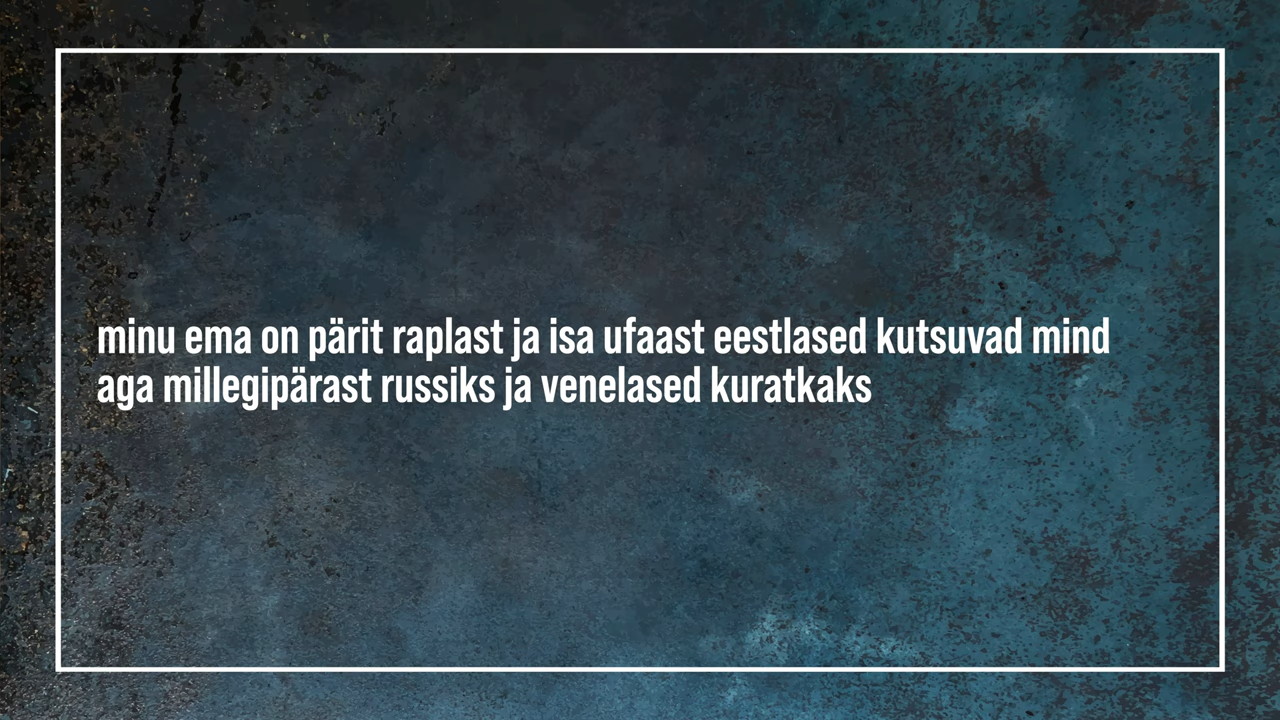 minu ema on pärit raplast ja isa ufaast eestlased kutsuvad mind
aga millegipärast russiks ja venelased kuratkaks